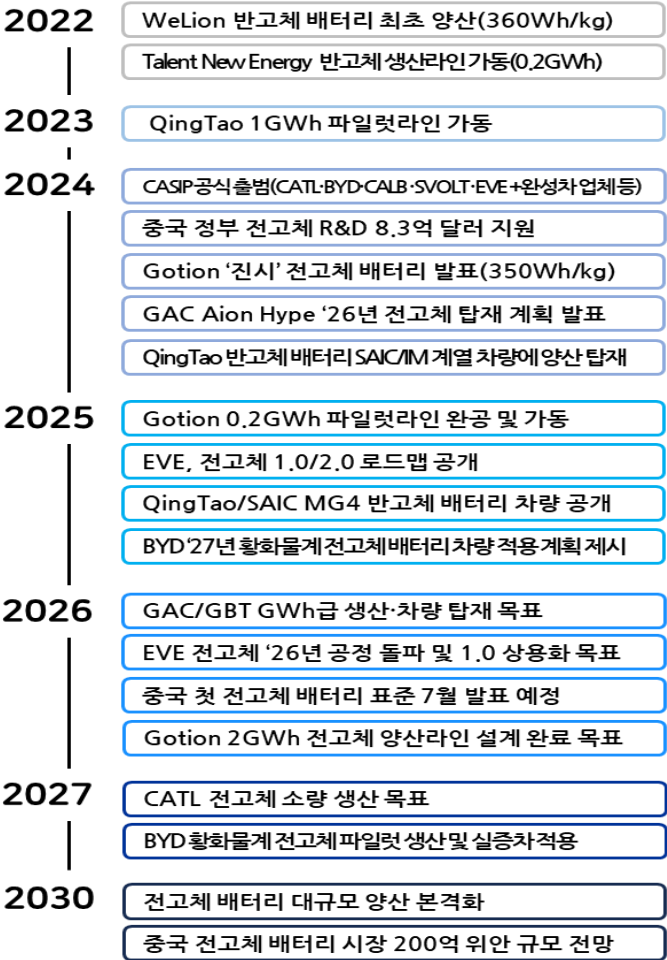 2022
WeLion 반고체 배터리 최초 양산(360Wh/kg)
Talent New Energy 반고체 생산라인 가동(0.2GWh)
2023
QingTao 1GWh 파일럿라인 가동
2024
CASIP 공식 출범(CATL·BYD·CALB·SVOLT·EVE + 완성차 업체 등)
중국 정부 전고체 R&D 8.3억 달러 지원
Gotion ‘진시’ 전고체 배터리 발표(350Wh/kg)
GAC Aion Hype ‘26년 전고체 탑재 계획 발표
QingTao 반고체 배터리 SAIC/IM 계열 차량에 양산 탑재
2025
Gotion 0.2GWh 파일럿라인 완공 및 가동
EVE, 전고체 1.0/2.0 로드맵 공개
QingTao/SAIC MG4 반고체 배터리 차량 공개
BYD ‘27년 황화물계 전고체 배터리 차량 적용 계획 제시
2026
GAC/GBT GWh급 생산·차량 탑재 목표
EVE 전고체 ‘26년 공정 돌파 및 1.0 상용화 목표
중국 첫 전고체 배터리 표준 7월 발표 예정
Gotion 2GWh 전고체 양산라인 설계 완료 목표
2027
CATL 전고체 소량 생산 목표
BYD 황화물계 전고체 파일럿 생산 및 실증차 적용
2030
전고체 배터리 대규모 양산 본격화
중국 전고체 배터리 시장 200억 위안 규모 전망